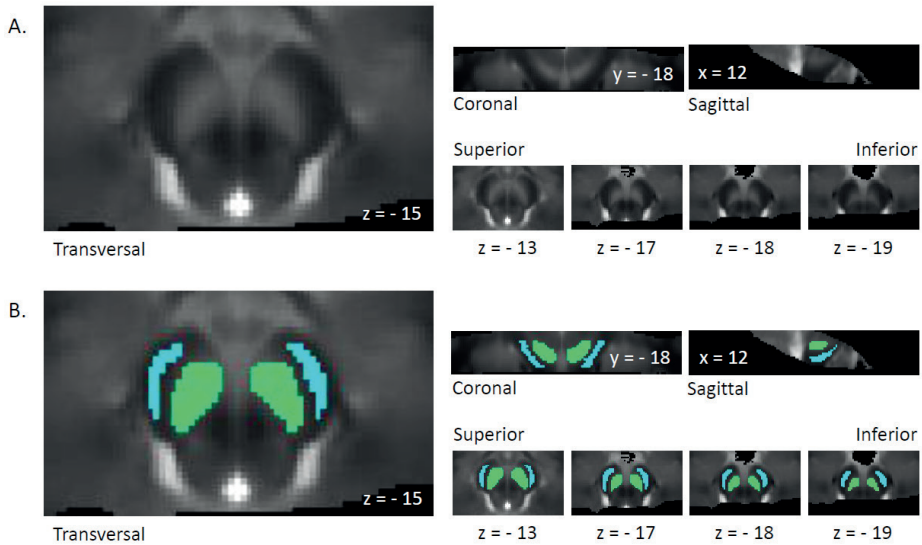 A.
z = - 15
Transversal
y = - 18
x = 12
Coronal
Sagittal
Superior
Inferior
z = - 13
z = - 17
z = - 18
z = - 19
B.
z = - 15
Transversal
y = - 18
x = 12
Coronal
Sagittal
Superior
Inferior
z = - 13
z = - 17
z = - 18
z = - 19